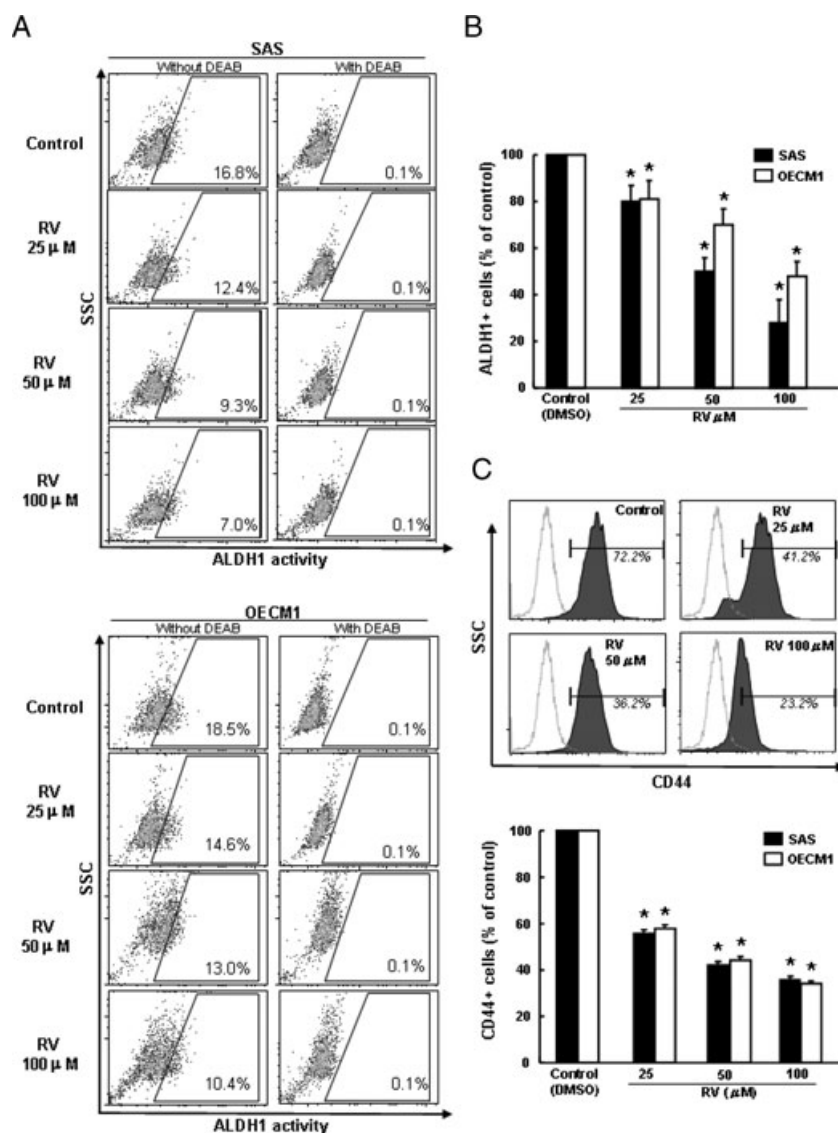 A
SAS
Without DEAB With DEAB
Control
16.8% 0.1%
RV
25 μM
12.4% 0.1%
SSC
RV
50 μM
9.3% 0.1%
RV
100 μM
7.0% 0.1%
ALDH1 activity
OECM1
Without DEAB With DEAB
Control
18.5% 0.1%
RV
25 μM
14.6% 0.1%
SSC
RV
50 μM
13.0% 0.1%
RV
100 μM
10.4% 0.1%
ALDH1 activity
B
ALDH1+ cells (% of control)
100
80
60
40
20
0
SAS
OECM1
* *
* *
* *
Control
(DMSO)
25 50 100
RV μM
C
SSC
Control
72.2%
RV
25 μM
41.2%
RV
50 μM
36.2%
RV 100 μM
23.2%
CD44
CD44+ cells (% of control)
100
80
60
40
20
0
SAS
OECM1
* *
* *
* *
Control
(DMSO)
25 50 100
RV (μM)